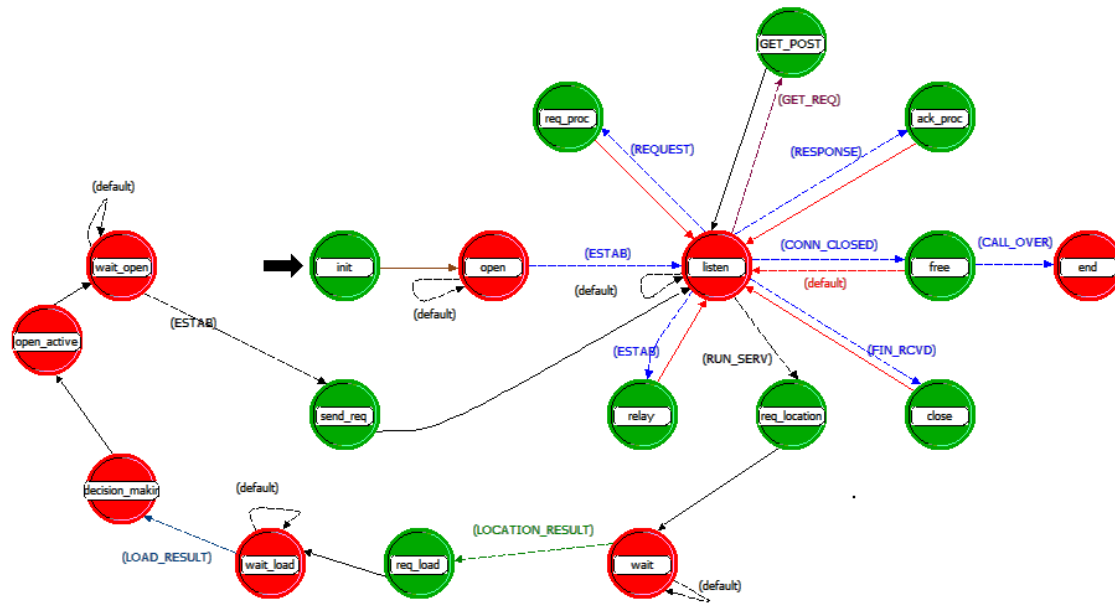 GET_POST
(GET_REQ)
req_proc
ack_proc
(REQUEST)
(RESPONSE)
(default)
wait_open
init
open
(ESTAB)
listen
(CONN_CLOSED)
free
(CALL_OVER)
end
(default)
(default)
(default)
(ESTAB)
open_active
(ESTAB)
(RUN_SERV)
(FIN_RCVD)
send_req
relay
req_location
close
decision_makin
(default)
(LOCATION_RESULT)
(LOAD_RESULT)
wait_load
req_load
wait
(default)